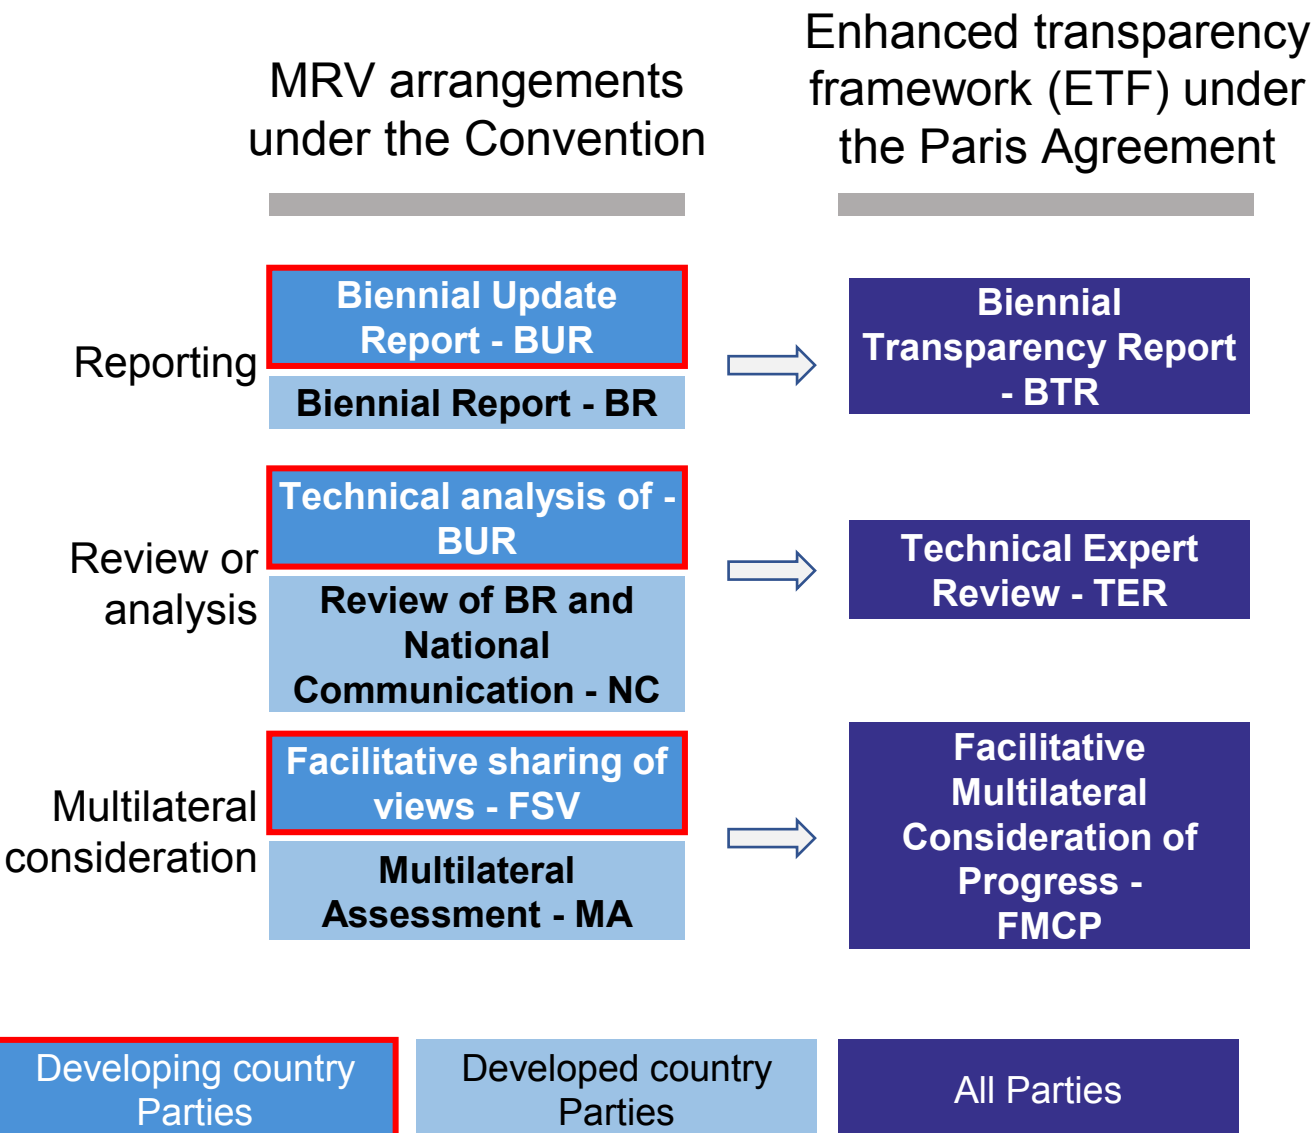 MRV arrangements
under the Convention
Enhanced transparency
framework (ETF) under
the Paris Agreement
Reporting
Biennial Update
Report - BUR
Biennial Report - BR
Biennial
Transparency Report
- BTR
Review or
analysis
Technical analysis of -
BUR
Review of BR and
National
Communication - NC
Technical Expert
Review - TER
Multilateral
consideration
Facilitative sharing of
views - FSV
Multilateral
Assessment - MA
Facilitative
Multilateral
Consideration of
Progress -
FMCP
Developing country
Parties
Developed country
Parties
All Parties